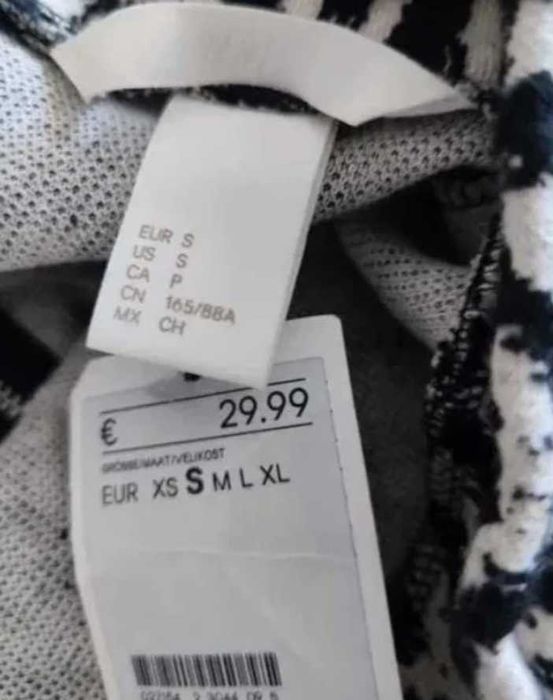 EUR S
US S
CA P
CN 165/88A
MX CH
€ 29.99
GRÖSSE/MAAT/VELIKOST
EUR XS S M L XL